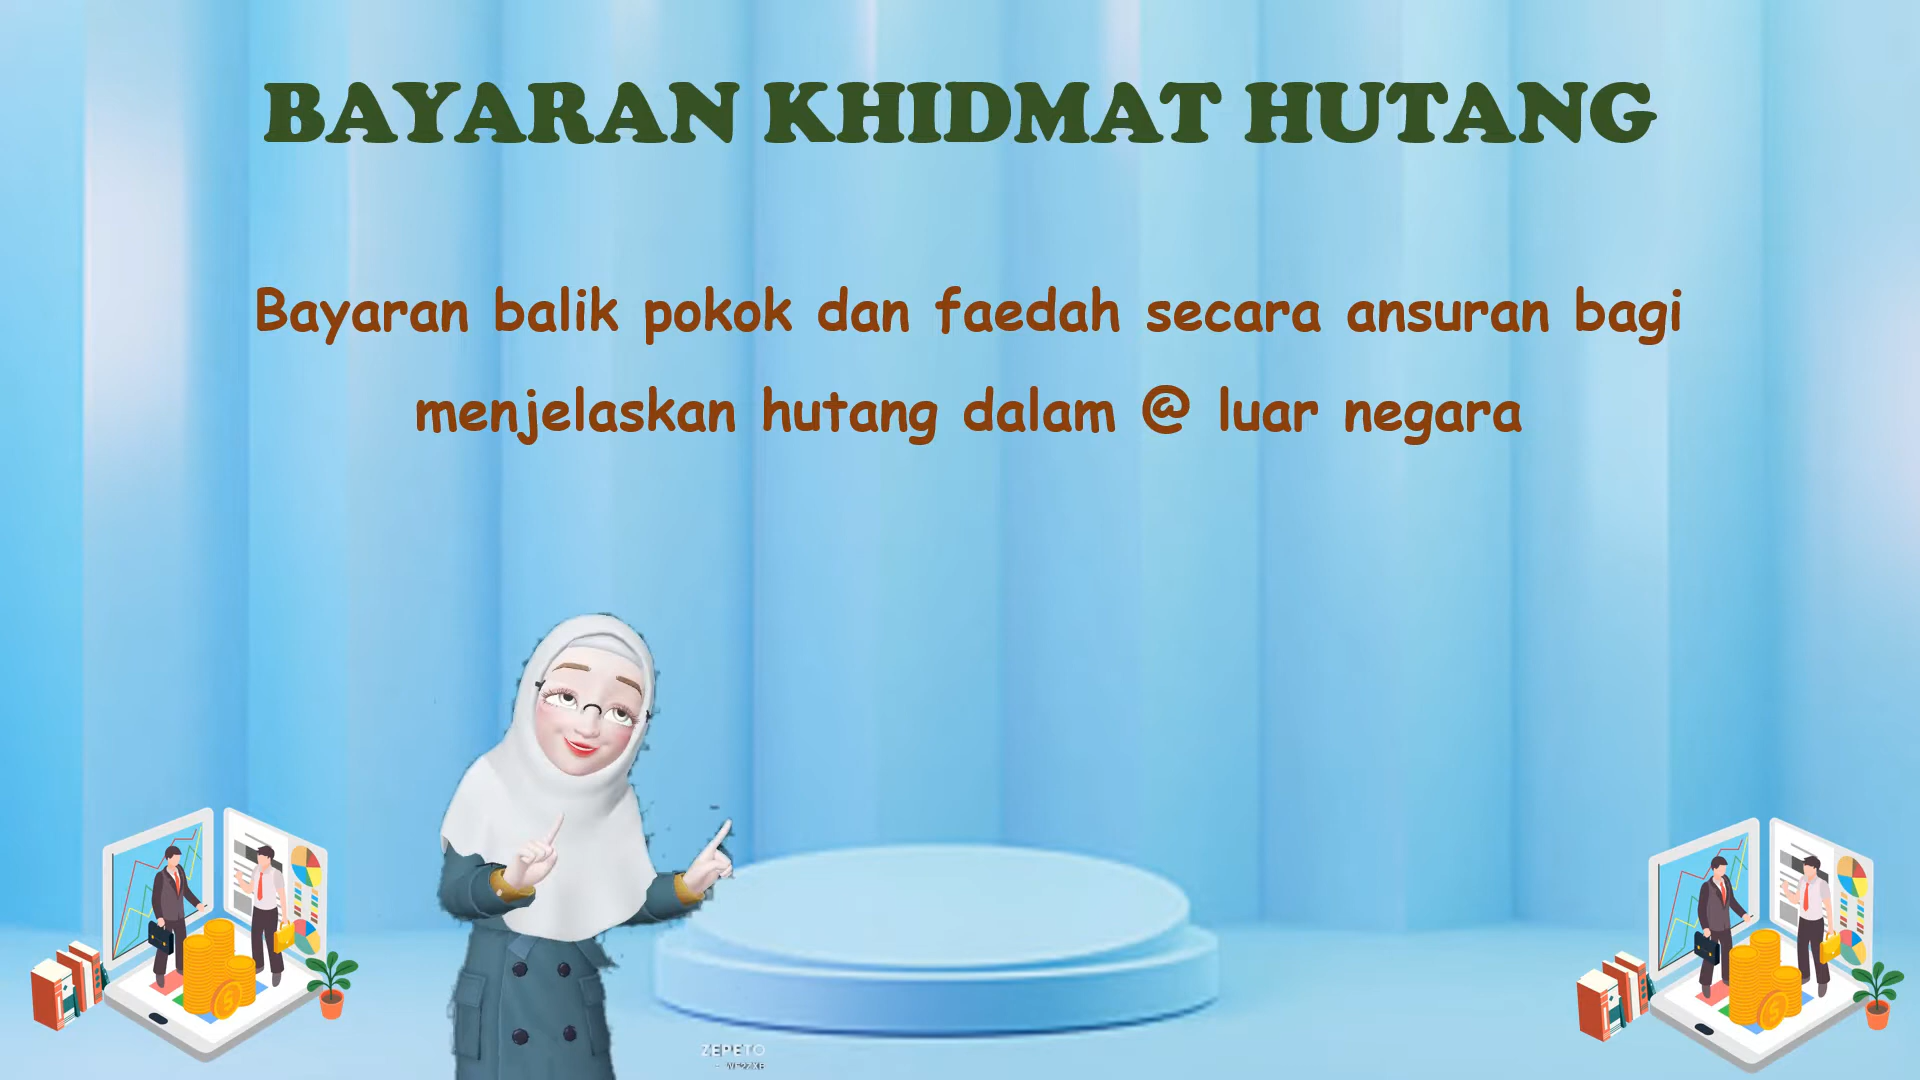 BAYARAN KHIDMAT HUTANG
Bayaran balik pokok dan faedah secara ansuran bagi
menjelaskan hutang dalam @ luar negara
ZEPETO